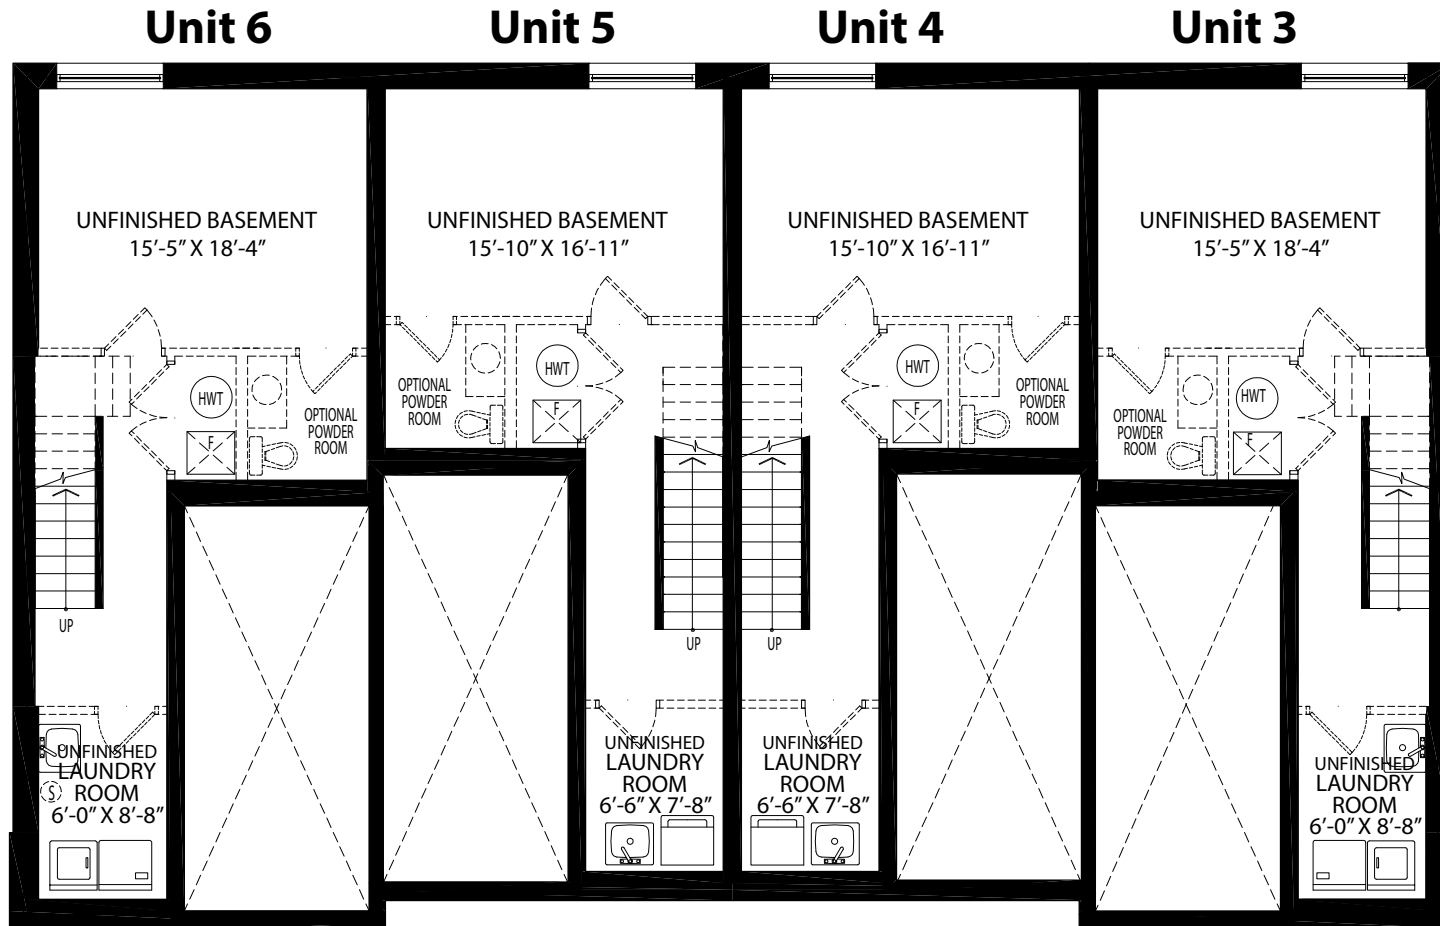 Unit 6
Unit 5
Unit 4
Unit 3
UNFINISHED BASEMENT
15’-5” X 18’-4”
UNFINISHED BASEMENT
15’-10” X 16’-11”
UNFINISHED BASEMENT
15’-10” X 16’-11”
UNFINISHED BASEMENT
15’-5” X 18’-4”
HWT
F
OPTIONAL
POWDER
ROOM
OPTIONAL
POWDER
ROOM
HWT
F
HWT
F
OPTIONAL
POWDER
ROOM
OPTIONAL
POWDER
ROOM
HWT
F
UP
UP
UP
UNFINISHED
LAUNDRY
ROOM
6’-0” X 8’-8”
S
UNFINISHED
LAUNDRY
ROOM
6’-6” X 7’-8”
UNFINISHED
LAUNDRY
ROOM
6’-6” X 7’-8”
UNFINISHED
LAUNDRY
ROOM
6’-0” X 8’-8”